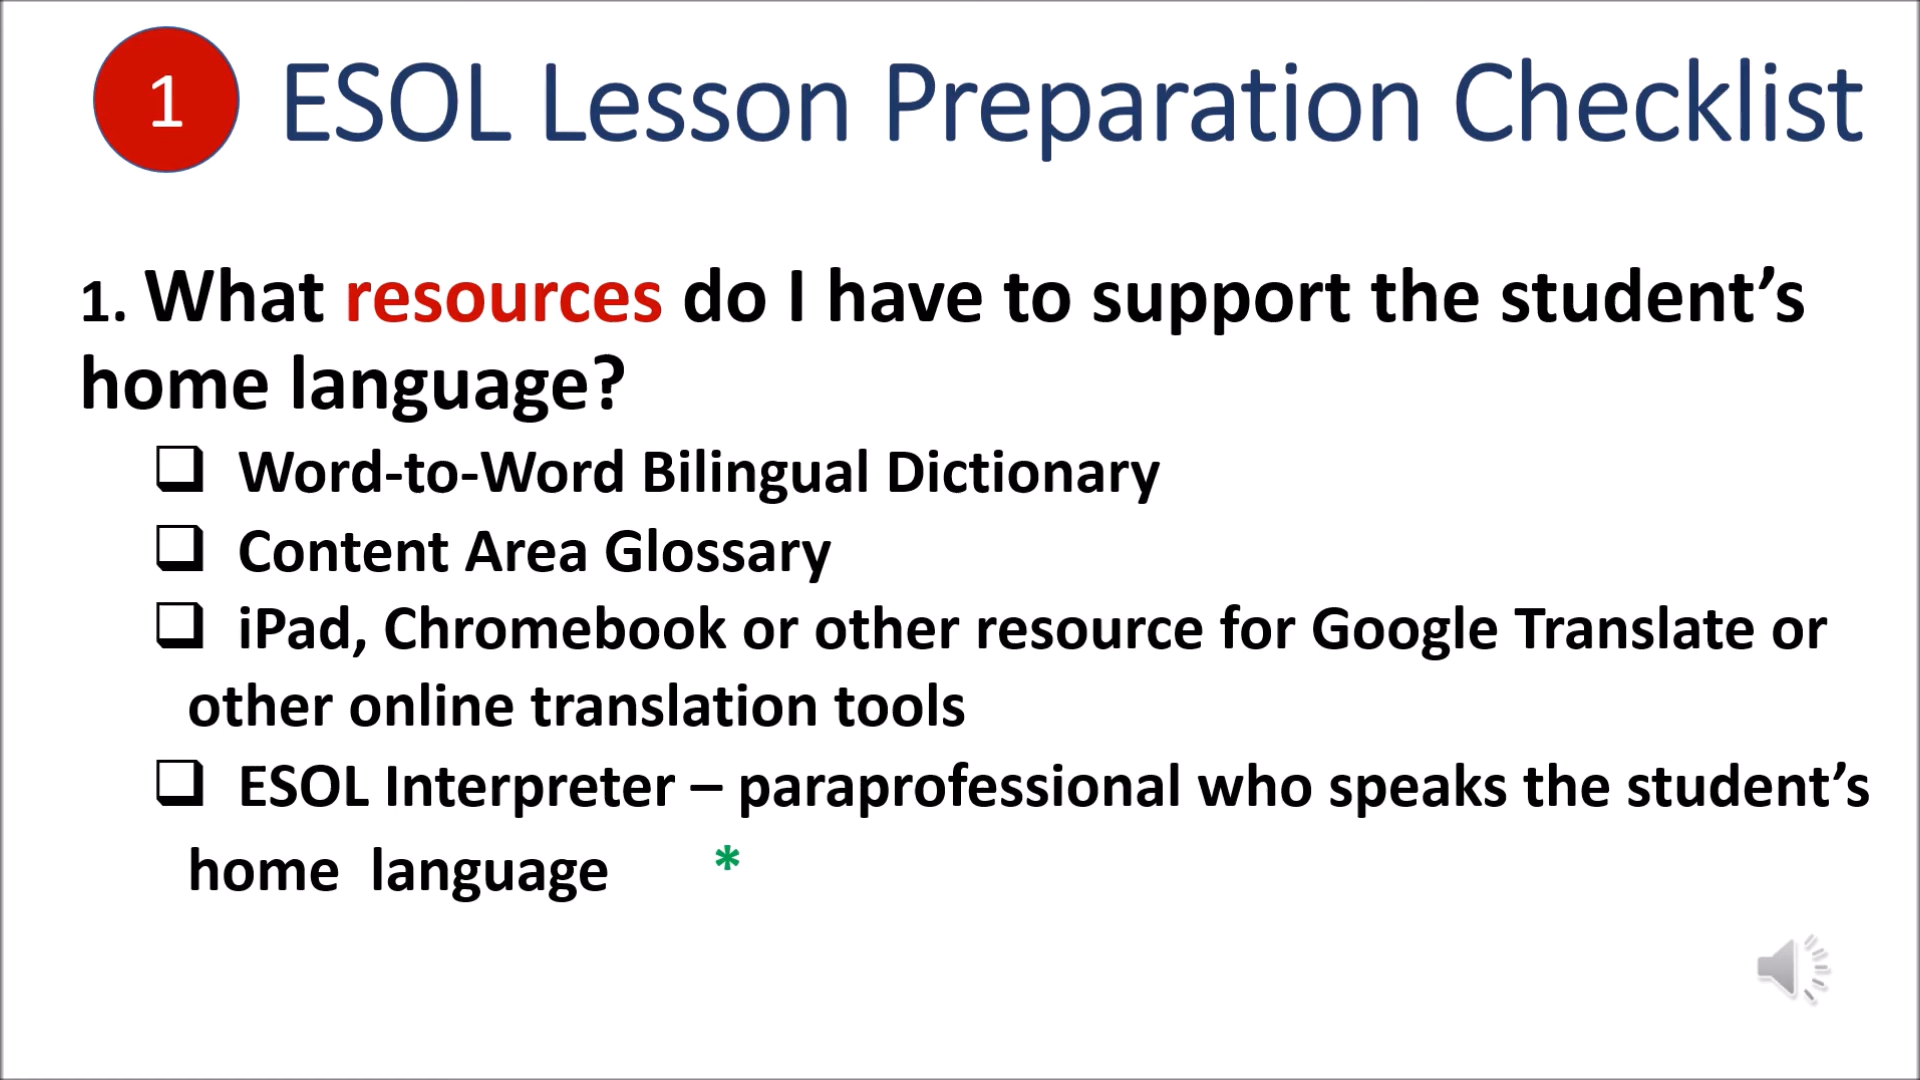 1 ESOL Lesson Preparation Checklist
1. What resources do I have to support the student’s
home language?
❑ Word-to-Word Bilingual Dictionary
❑ Content Area Glossary
❑ iPad, Chromebook or other resource for Google Translate or
other online translation tools
❑ ESOL Interpreter – paraprofessional who speaks the student’s
home language *